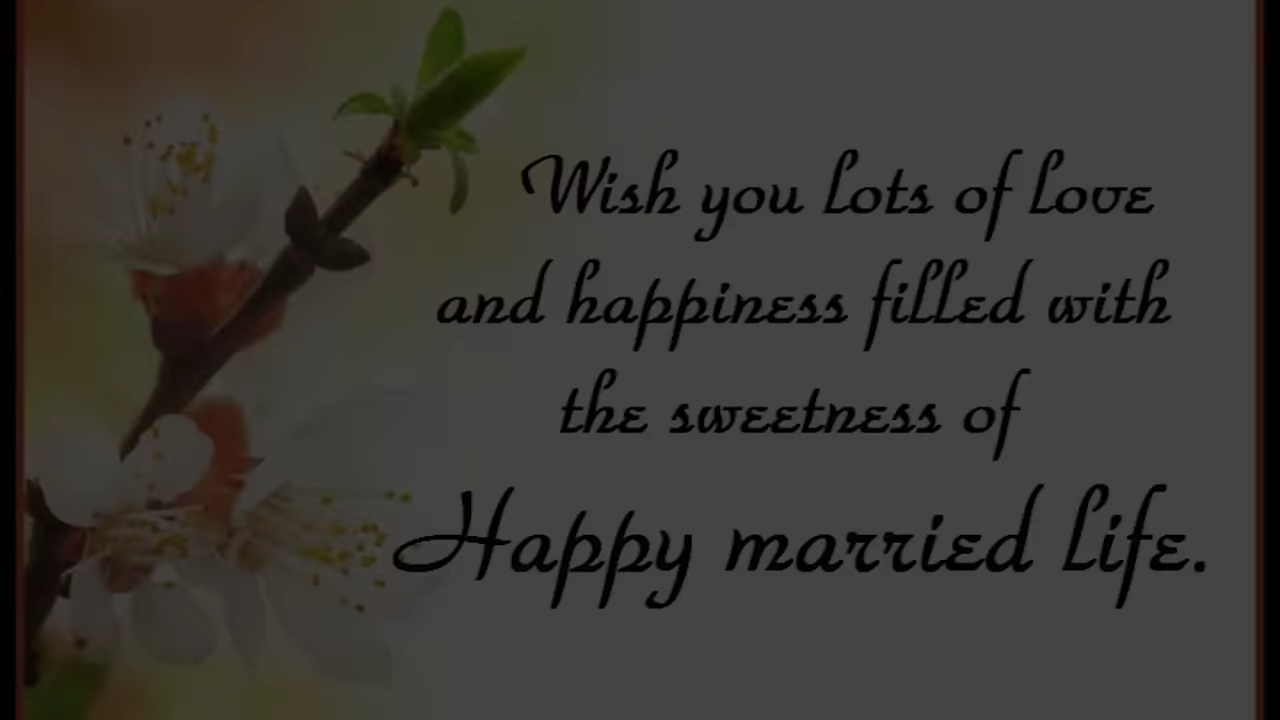 Wish you lots of love
and happiness filled with
the sweetness of
Happy married life.